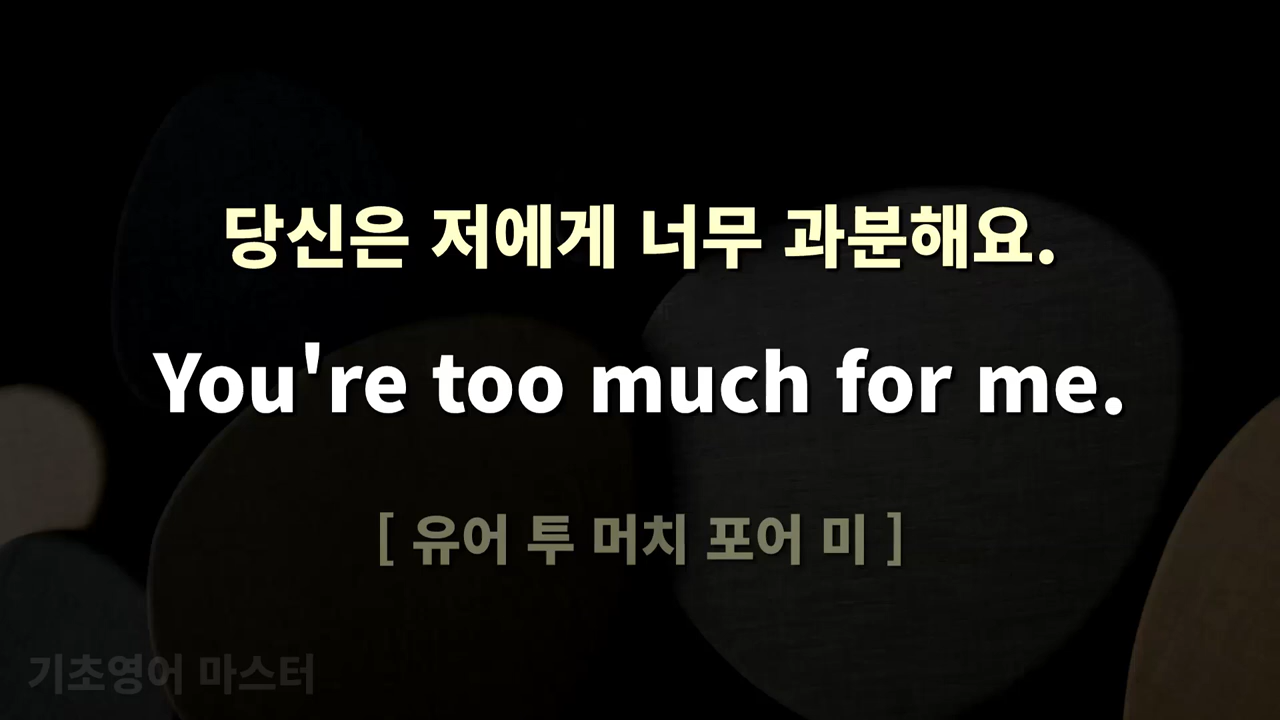 당신은 저에게 너무 과분해요.
You're too much for me.
[ 유어 투 머치 포어 미 ]
기초영어 마스터